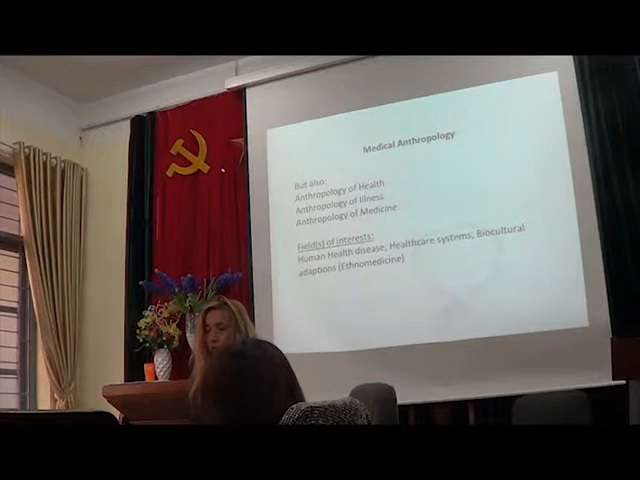 Medical Anthropology
But also:
Anthropology of Health
Anthropology of Illness
Anthropology of Medicine
Field(s) of interests:
Human Health disease, Healthcare systems, Biocultural
adaptions (Ethnomedicine)